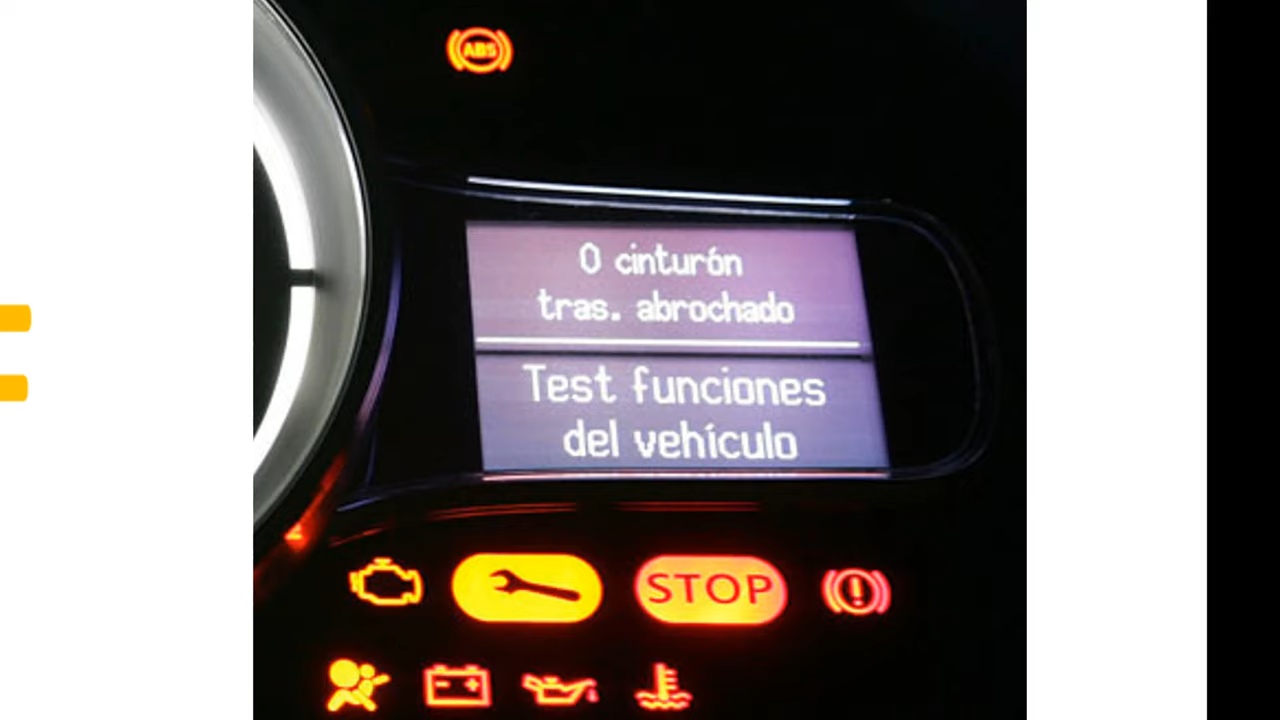 ABS
0 cinturón
tras. abrochado
Test funciones
del vehículo
STOP